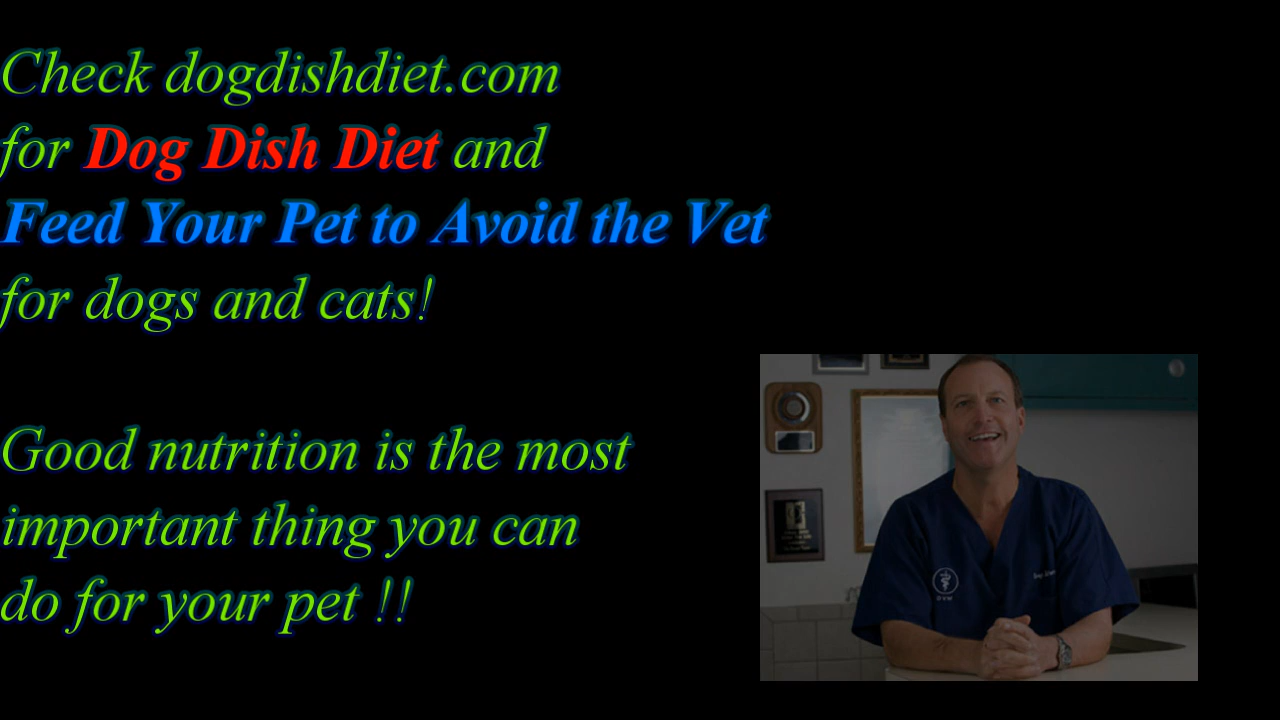 Check dogdishdiet.com
for Dog Dish Diet and
Feed Your Pet to Avoid the Vet
for dogs and cats!
Good nutrition is the most
important thing you can
do for your pet !!